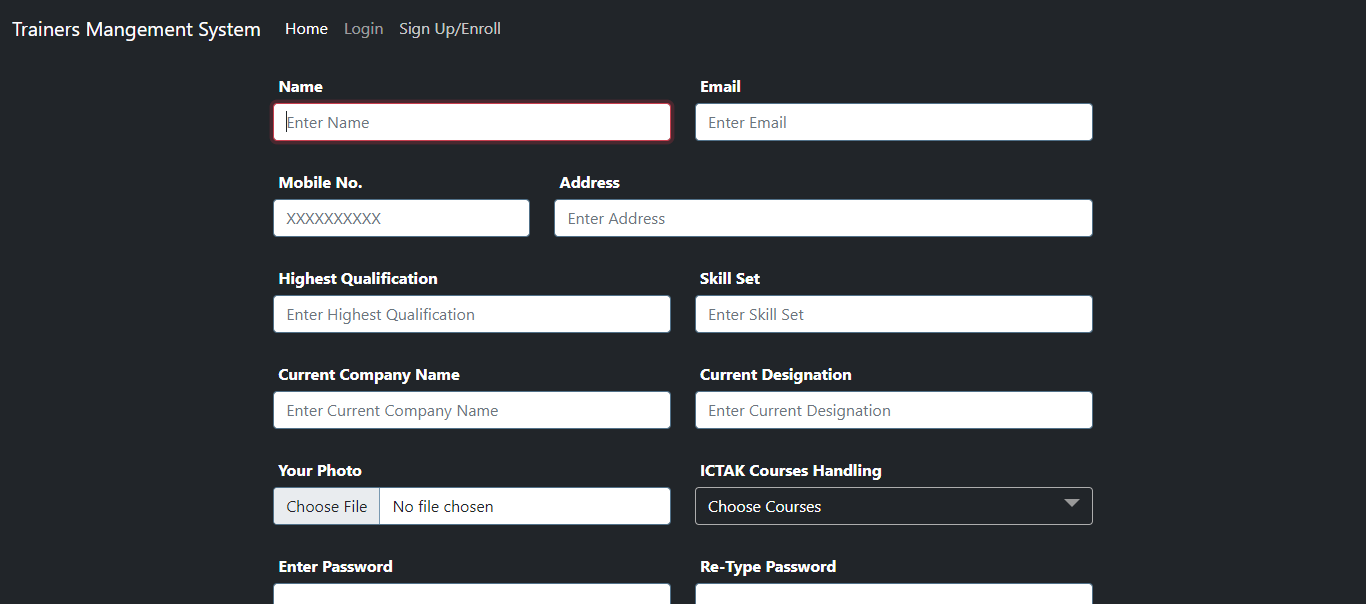 Trainers Mangement System Home Login Sign Up/Enroll
Name Email
Enter Name Enter Email
Mobile No. Address
XXXXXXXXXX Enter Address
Highest Qualification Skill Set
Enter Highest Qualification Enter Skill Set
Current Company Name Current Designation
Enter Current Company Name Enter Current Designation
Your Photo ICTAK Courses Handling
Choose File No file chosen Choose Courses
Enter Password Re-Type Password